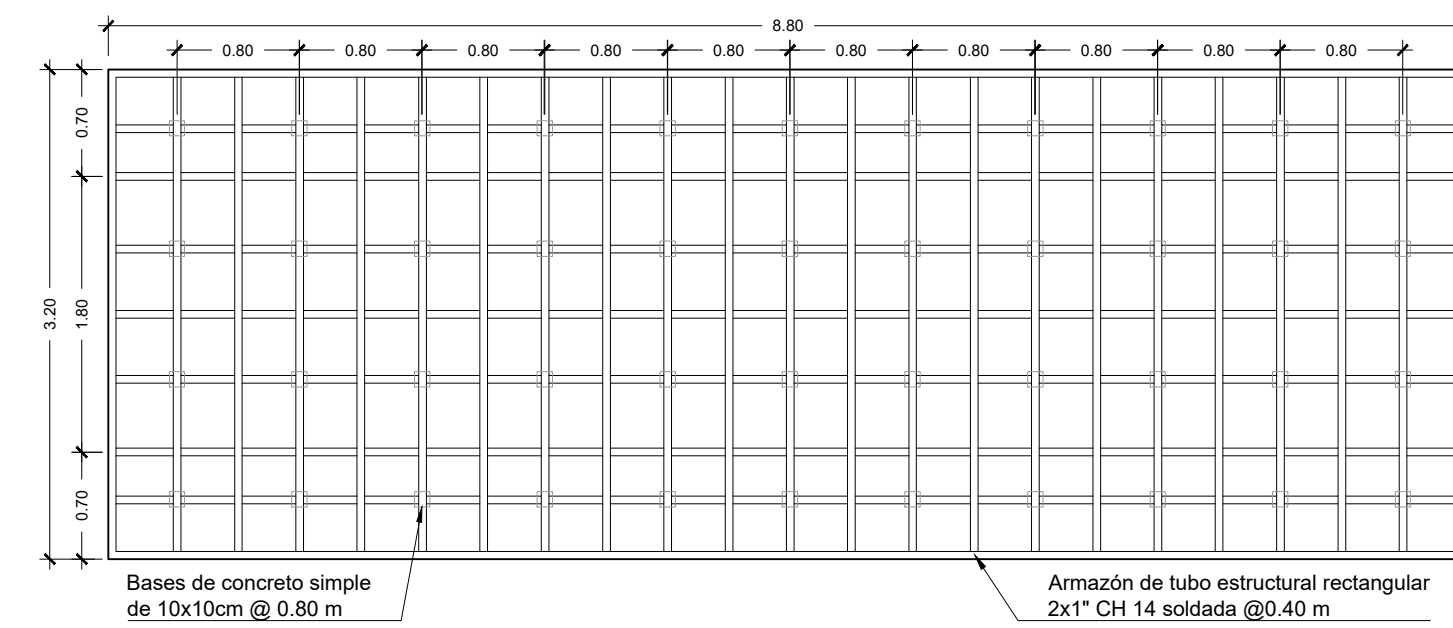 8.80
0.80 0.80 0.80 0.80 0.80 0.80 0.80 0.80 0.80 0.80
0.70
3.20
1.80
0.70
Bases de concreto simple
de 10x10cm @ 0.80 m
Armazón de tubo estructural rectangular
2x1" CH 14 soldada @0.40 m